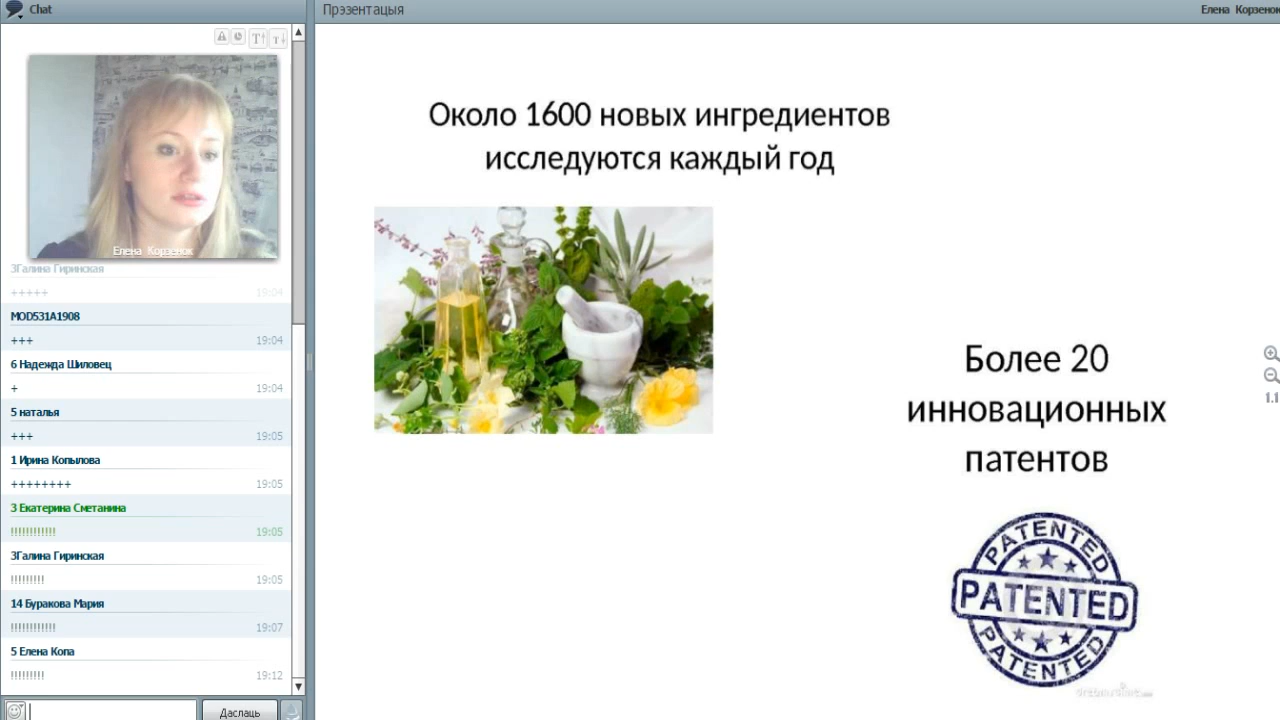 Chat
Прэзентацыя
Елена Корзенок
T
T
Елена Корзенок
3Галина Гиринская
+++++ 19:04
MOD531A1908
+++ 19:04
6 Надежда Шиловец
+ 19:04
5 наталья
+++ 19:05
1 Ирина Копылова
++++++++ 19:05
3 Екатерина Сметанина
!!!!!!!!!!!! 19:05
3Галина Гиринская
!!!!!!!!! 19:05
14 Буракова Мария
!!!!!!!!!!!! 19:07
5 Елена Копа
!!!!!!!!! 19:12
Даслаць
Около 1600 новых ингредиентов
исследуются каждый год
Более 20
инновационных
патентов
PATENTED
PATENTED
PATENTED
1.1